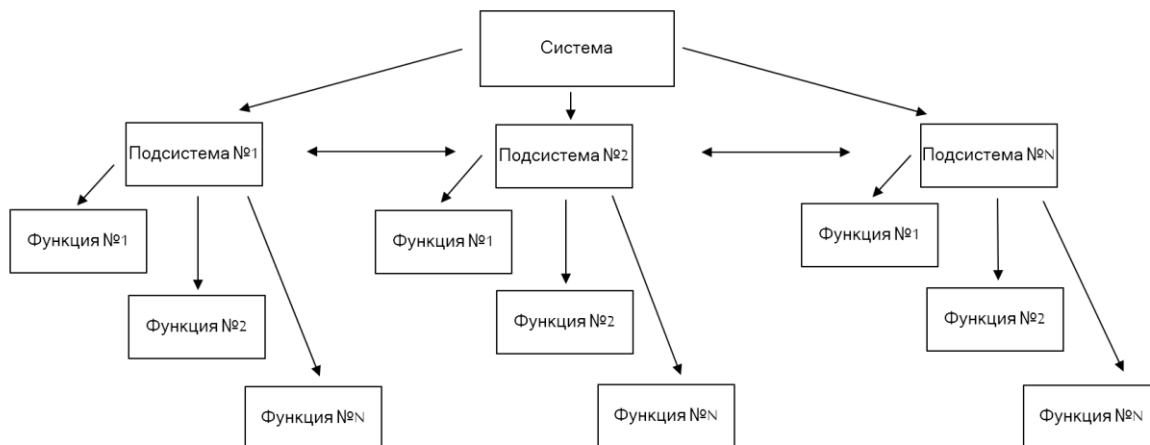 Система
Подсистема №1
Подсистема №2
Подсистема №N
Функция №1
Функция №1
Функция №1
Функция №2
Функция №2
Функция №2
Функция №N
Функция №N
Функция №N